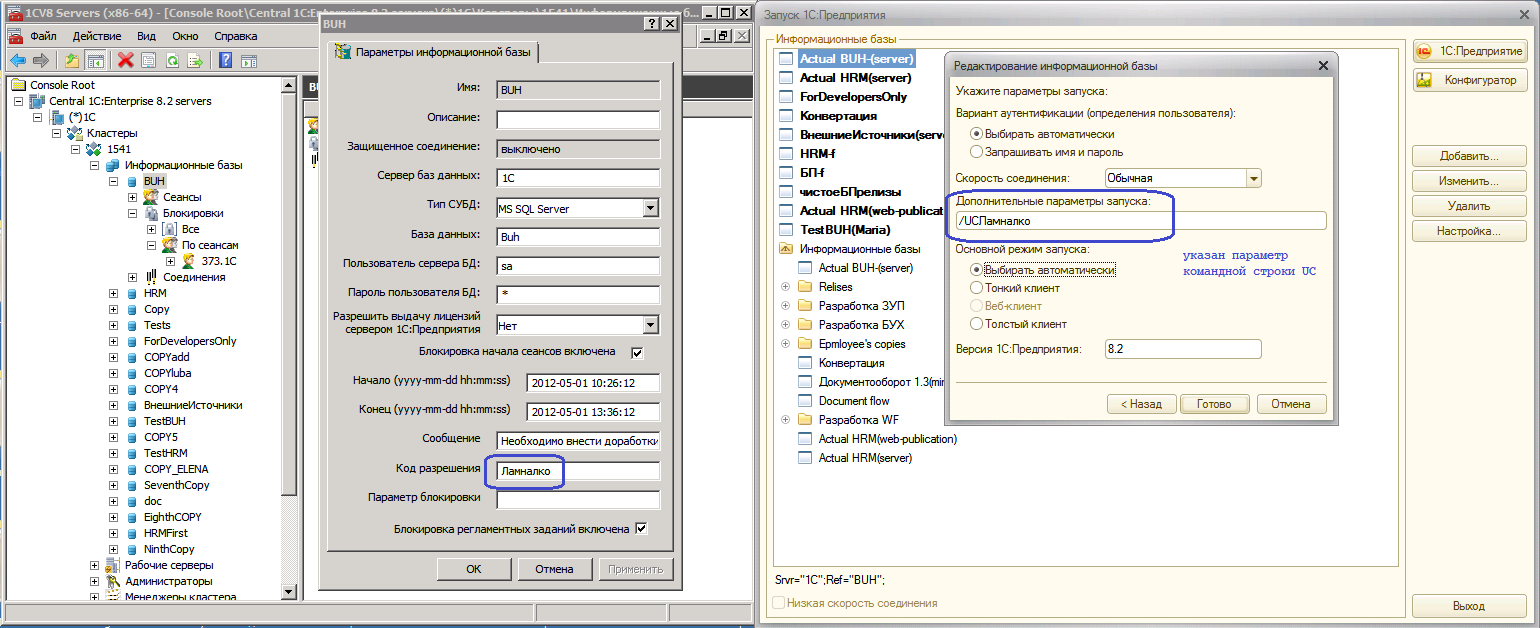 1CV8 Servers (x86-64) - [Console Root\Central 1C:Enterprise 8.2 servers\(*)1C\Кластеры\1541\Информационные б...
Файл Действие Вид Окно Справка
Console Root
Central 1C:Enterprise 8.2 servers
(*)1C
Кластеры
1541
Информационные базы
BUH
Сеансы
Блокировки
Все
По сеансам
373.1C
Соединения
HRM
Copy
Tests
ForDevelopersOnly
COPYadd
COPYluba
COPY4
ВнешниеИсточники
TestBUH
COPY5
TestHRM
COPY_ELENA
SeventhCopy
doc
EighthCOPY
HRMFirst
NinthCopy
Рабочие серверы
Администраторы
Менеджеры кластера
BUH
Параметры информационной базы
Имя: BUH
Описание:
Защищенное соединение: выключено
Сервер баз данных: 1C
Тип СУБД: MS SQL Server
База данных: Buh
Пользователь сервера БД: sa
Пароль пользователя БД: *
Разрешить выдачу лицензий
сервером 1С:Предприятия Нет
Блокировка начала сеансов включена
Начало (yyyy-mm-dd hh:mm:ss) 2012-05-01 10:26:12
Конец (yyyy-mm-dd hh:mm:ss) 2012-05-01 13:36:12
Сообщение Необходимо внести доработки
Код разрешения Ламналко
Параметр блокировки
Блокировка регламентных заданий включена
ОК Отмена Применить
Запуск 1С:Предприятия
Информационные базы
Actual BUH-(server)
Actual HRM(server)
ForDevelopersOnly
Конвертация
ВнешниеИсточники(serve
HRM-f
БП-f
чистоеБПрелизы
Actual HRM(web-publicat
TestBUH(Maria)
Информационные базы
Actual BUH-(server)
Relises
Разработка ЗУП
Разработка БУХ
Epmloyee's copies
Конвертация
Документооборот 1.3(min
Document flow
Разработка WF
Actual HRM(web-publication)
Actual HRM(server)
Srvr="1C";Ref="BUH";
Низкая скорость соединения
1С:Предприятие
Конфигуратор
Добавить...
Изменить...
Удалить
Настройка...
Выход
Редактирование информационной базы
Укажите параметры запуска:
Вариант аутентификации (определения пользователя):
Выбирать автоматически
Запрашивать имя и пароль
Скорость соединения: Обычная
Дополнительные параметры запуска:
/UCЛамналко
указан параметр
командной строки UC
Основной режим запуска:
Выбирать автоматически
Тонкий клиент
Веб-клиент
Толстый клиент
Версия 1С:Предприятия: 8.2
< Назад Готово Отмена